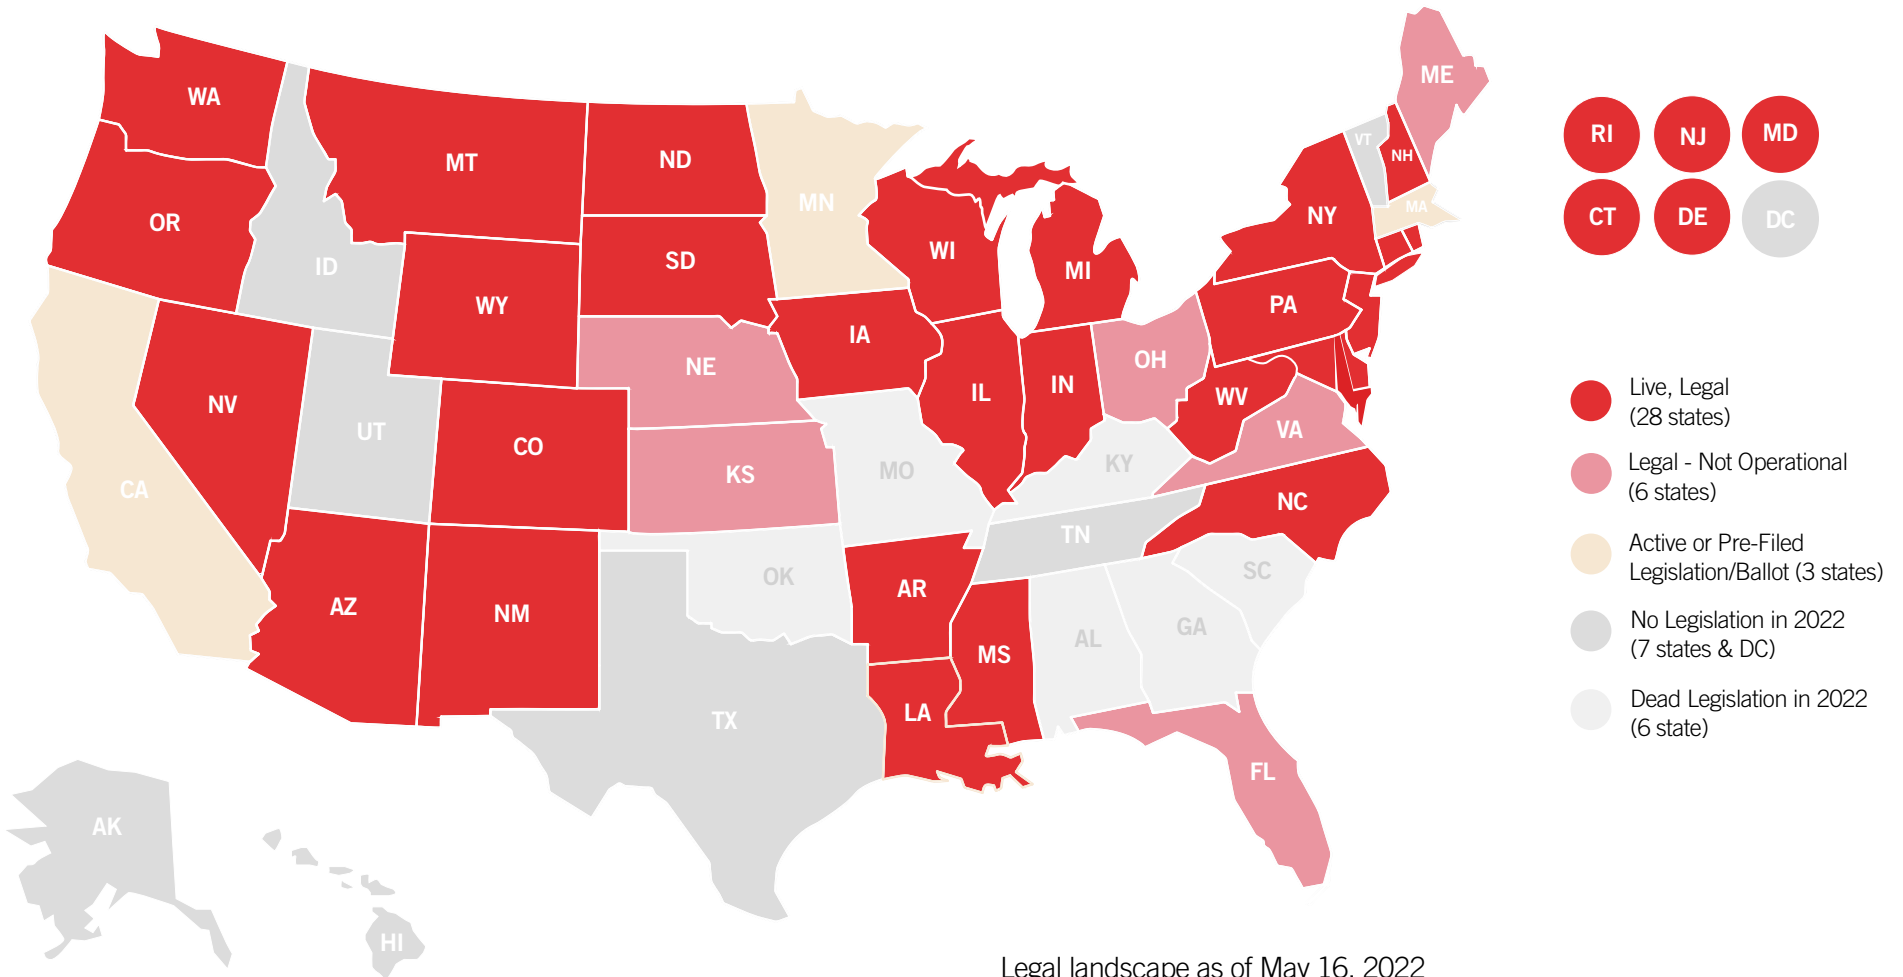 ME
WA
RI
NJ
MD
VT
NH
ND
MT
MN
MA
NY
CT
DE
DC
OR
WI
SD
ID
MI
WY
PA
IA
NE
OH
NV
IL
IN
WV
Live, Legal
(28 states)
UT
CO
VA
KS
MO
KY
Legal - Not Operational
(6 states)
CA
NC
TN
Active or Pre-Filed
Legislation/Ballot (3 states)
OK
SC
AZ
NM
AR
No Legislation in 2022
(7 states & DC)
AL
GA
MS
LA
TX
Dead Legislation in 2022
(6 state)
FL
AK
HI
Legal landscape as of May 16, 2022